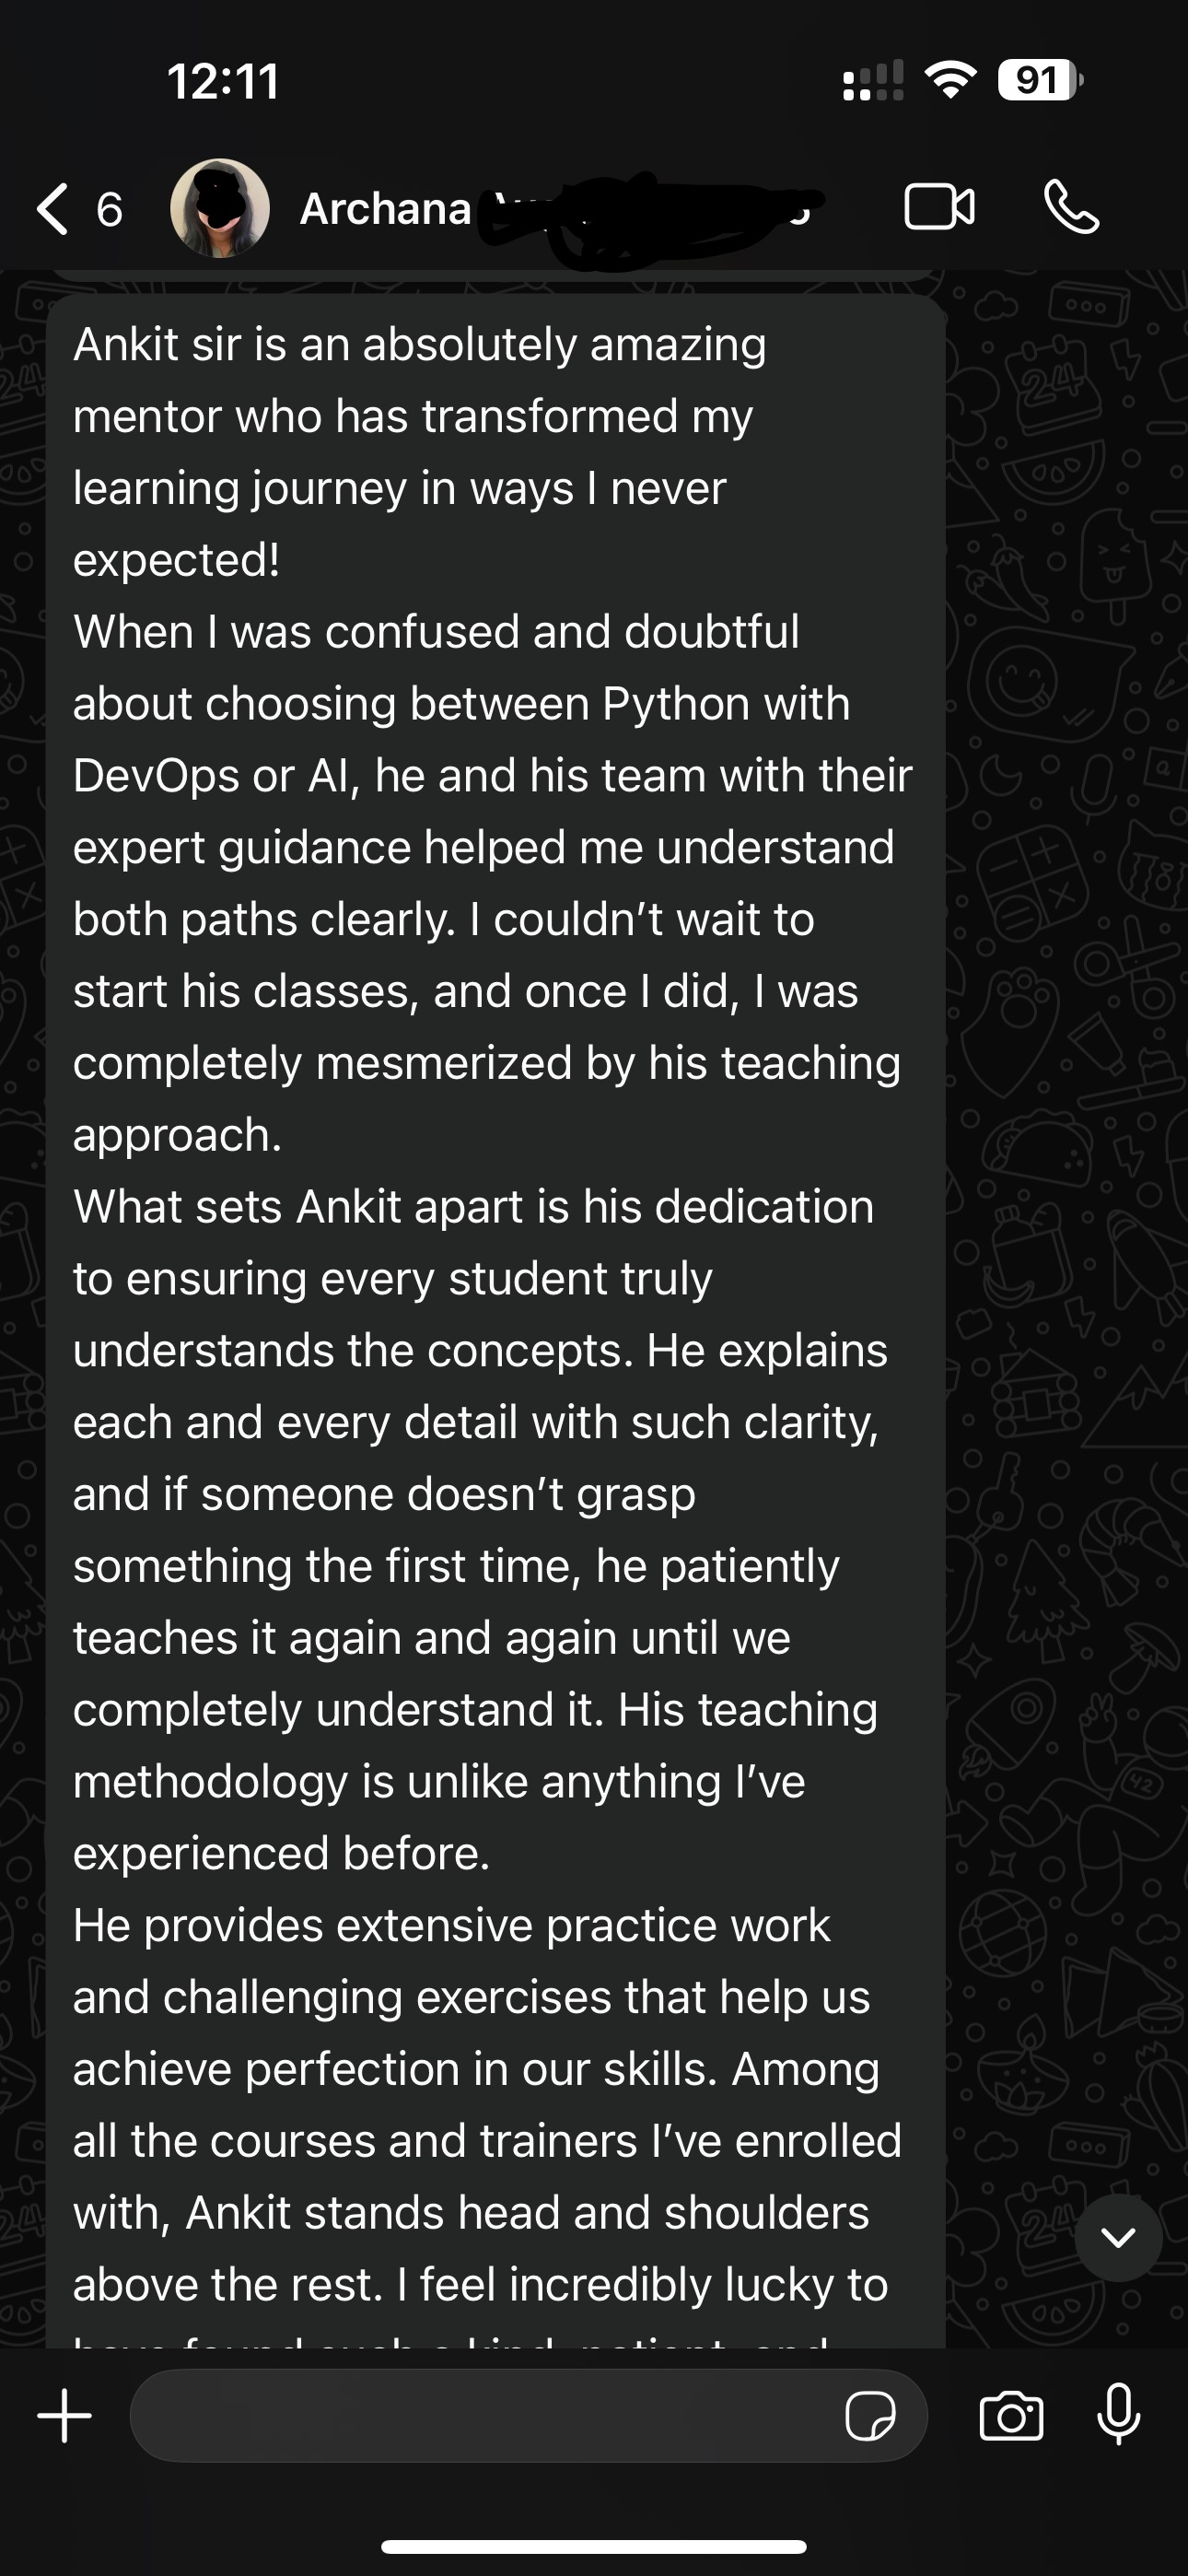 12:11
91
6
Archana
Ankit sir is an absolutely amazing
mentor who has transformed my
learning journey in ways I never
expected!
When I was confused and doubtful
about choosing between Python with
DevOps or AI, he and his team with their
expert guidance helped me understand
both paths clearly. I couldn’t wait to
start his classes, and once I did, I was
completely mesmerized by his teaching
approach.
What sets Ankit apart is his dedication
to ensuring every student truly
understands the concepts. He explains
each and every detail with such clarity,
and if someone doesn’t grasp
something the first time, he patiently
teaches it again and again until we
completely understand it. His teaching
methodology is unlike anything I’ve
experienced before.
He provides extensive practice work
and challenging exercises that help us
achieve perfection in our skills. Among
all the courses and trainers I’ve enrolled
with, Ankit stands head and shoulders
above the rest. I feel incredibly lucky to
have found such a kind, patient, and